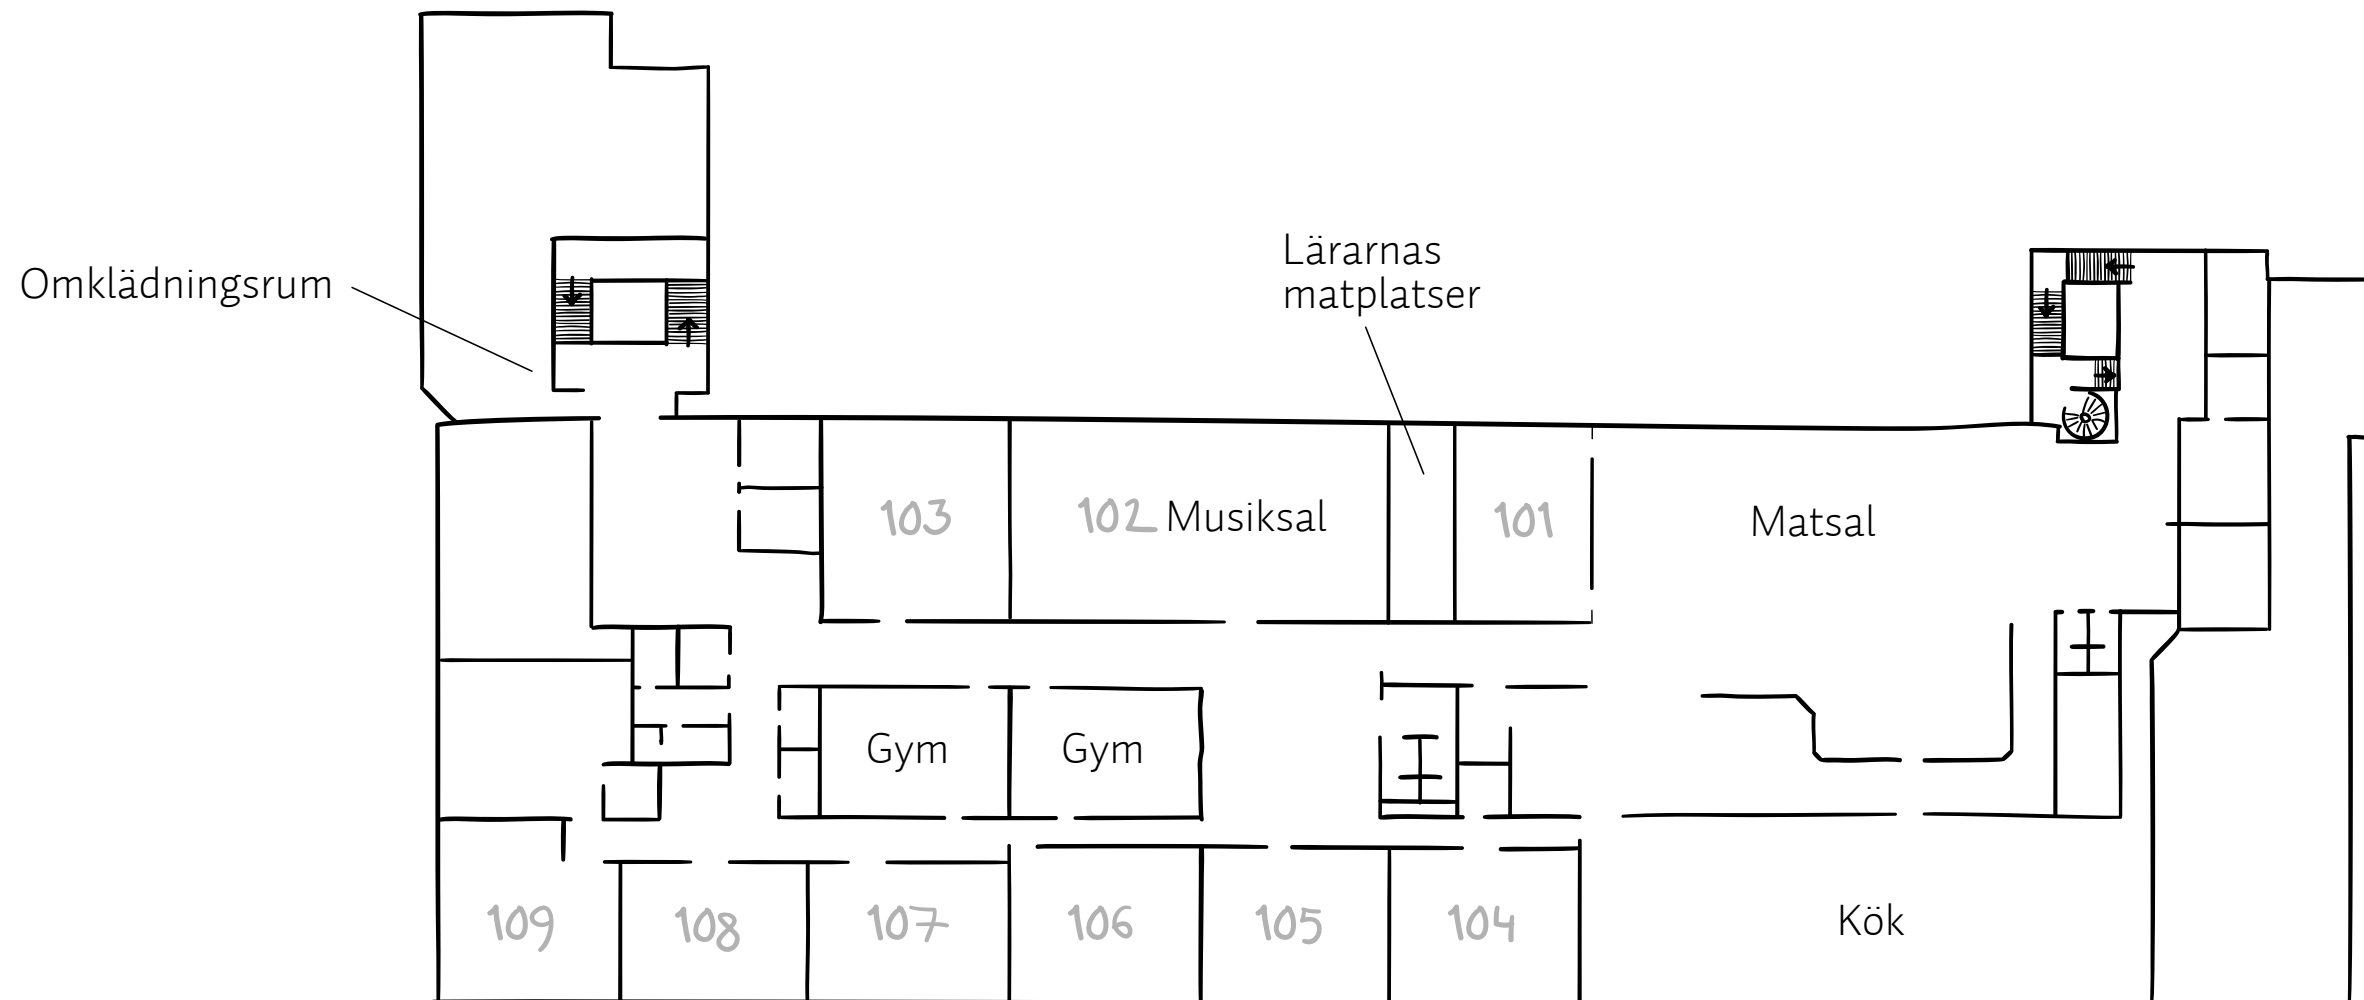 Omklädningsrum
Lärarnas
matplatser
103
102 Musiksal
101
Matsal
Gym
Gym
109
108
107
106
105
104
Kök